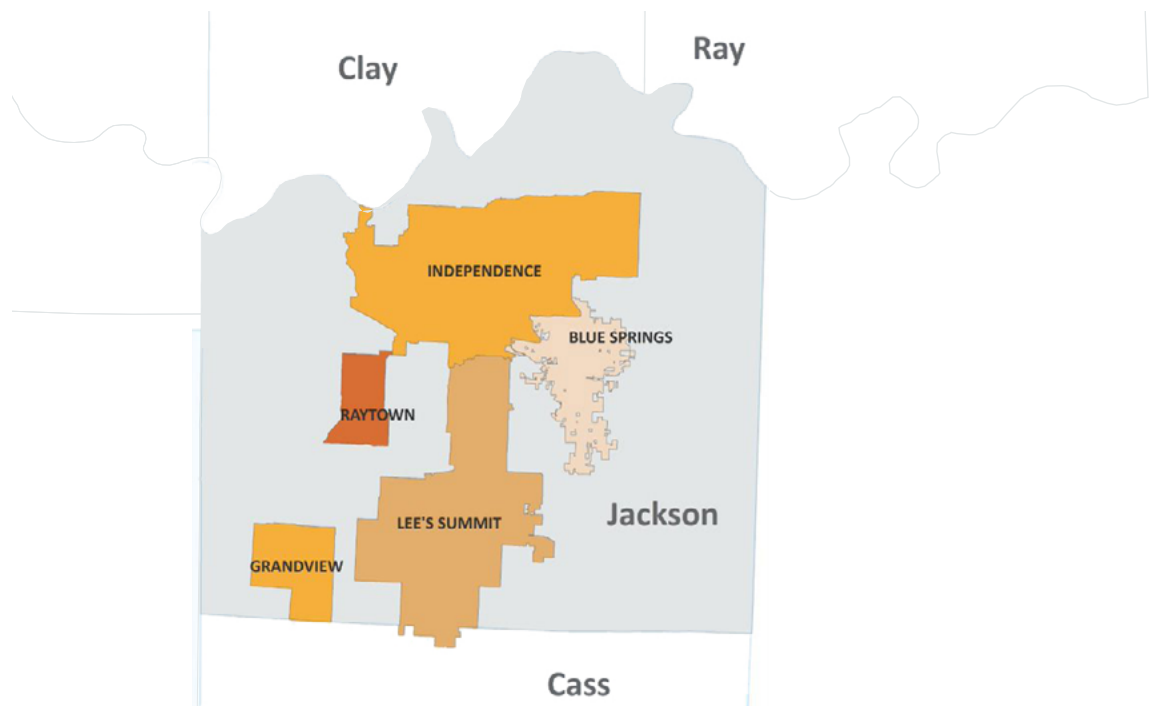 Ray
Clay
INDEPENDENCE
BLUE SPRINGS
RAYTOWN
Jackson
LEE'S SUMMIT
GRANDVIEW
Cass